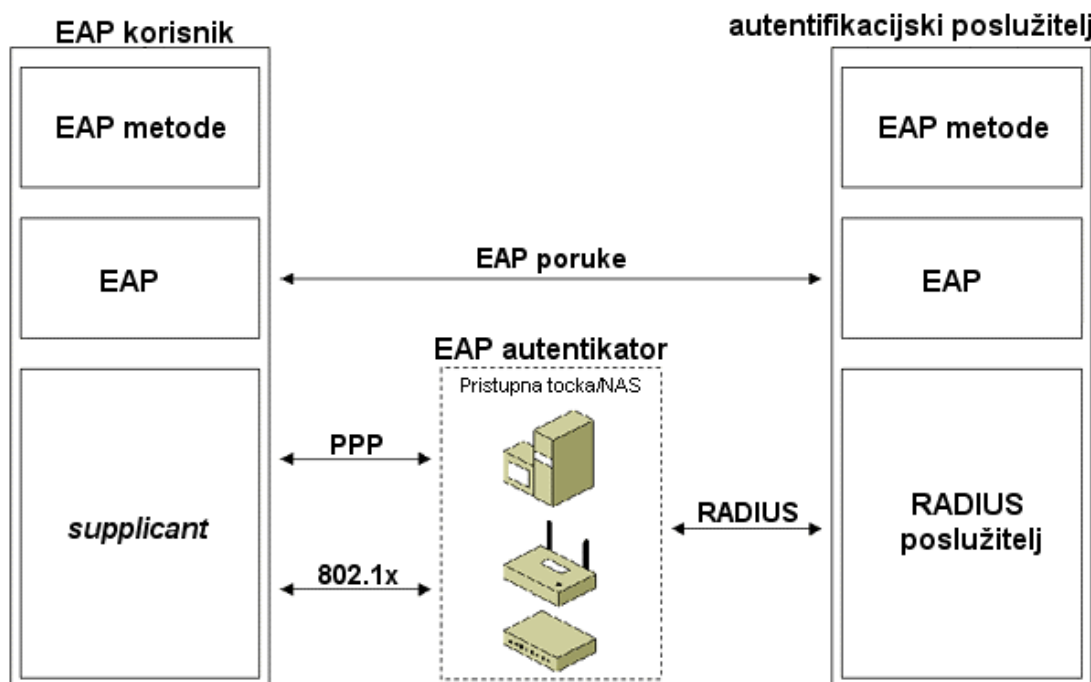 EAP korisnik
autentifikacijski poslužitelj
EAP metode
EAP metode
EAP
EAP poruke
EAP
EAP autentikator
Pristupna tocka/NAS
supplicant
PPP
802.1x
RADIUS
RADIUS
poslužitelj